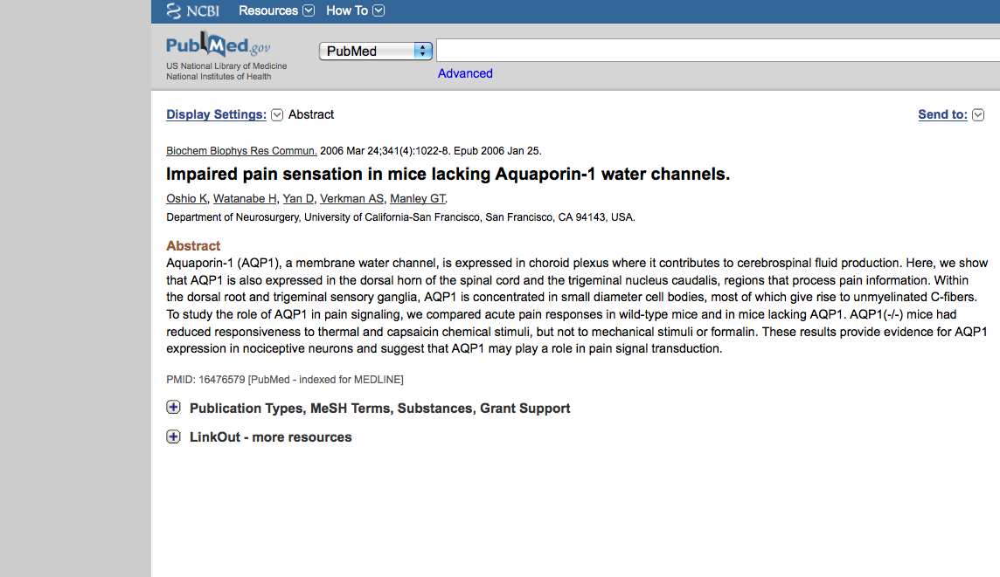 NCBI Resources How To
PubMed.gov
US National Library of Medicine
National Institutes of Health
PubMed
Advanced
Display Settings: Abstract
Send to:
Biochem Biophys Res Commun. 2006 Mar 24;341(4):1022-8. Epub 2006 Jan 25.
Impaired pain sensation in mice lacking Aquaporin-1 water channels.
Oshio K, Watanabe H, Yan D, Verkman AS, Manley GT.
Department of Neurosurgery, University of California-San Francisco, San Francisco, CA 94143, USA.
Abstract
Aquaporin-1 (AQP1), a membrane water channel, is expressed in choroid plexus where it contributes to cerebrospinal fluid production. Here, we show
that AQP1 is also expressed in the dorsal horn of the spinal cord and the trigeminal nucleus caudalis, regions that process pain information. Within
the dorsal root and trigeminal sensory ganglia, AQP1 is concentrated in small diameter cell bodies, most of which give rise to unmyelinated C-fibers.
To study the role of AQP1 in pain signaling, we compared acute pain responses in wild-type mice and in mice lacking AQP1. AQP1(-/-) mice had
reduced responsiveness to thermal and capsaicin chemical stimuli, but not to mechanical stimuli or formalin. These results provide evidence for AQP1
expression in nociceptive neurons and suggest that AQP1 may play a role in pain signal transduction.
PMID: 16476579 [PubMed - indexed for MEDLINE]
Publication Types, MeSH Terms, Substances, Grant Support
LinkOut - more resources